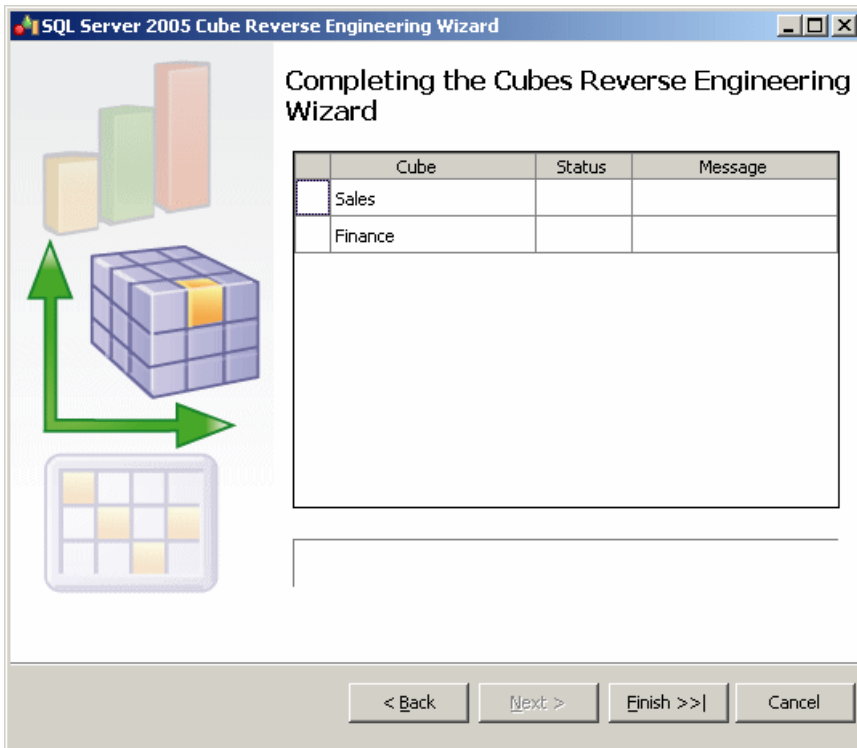 SQL Server 2005 Cube Reverse Engineering Wizard
Completing the Cubes Reverse Engineering
Wizard
Cube Status Message
Sales
Finance
< Back Next > Finish >>| Cancel